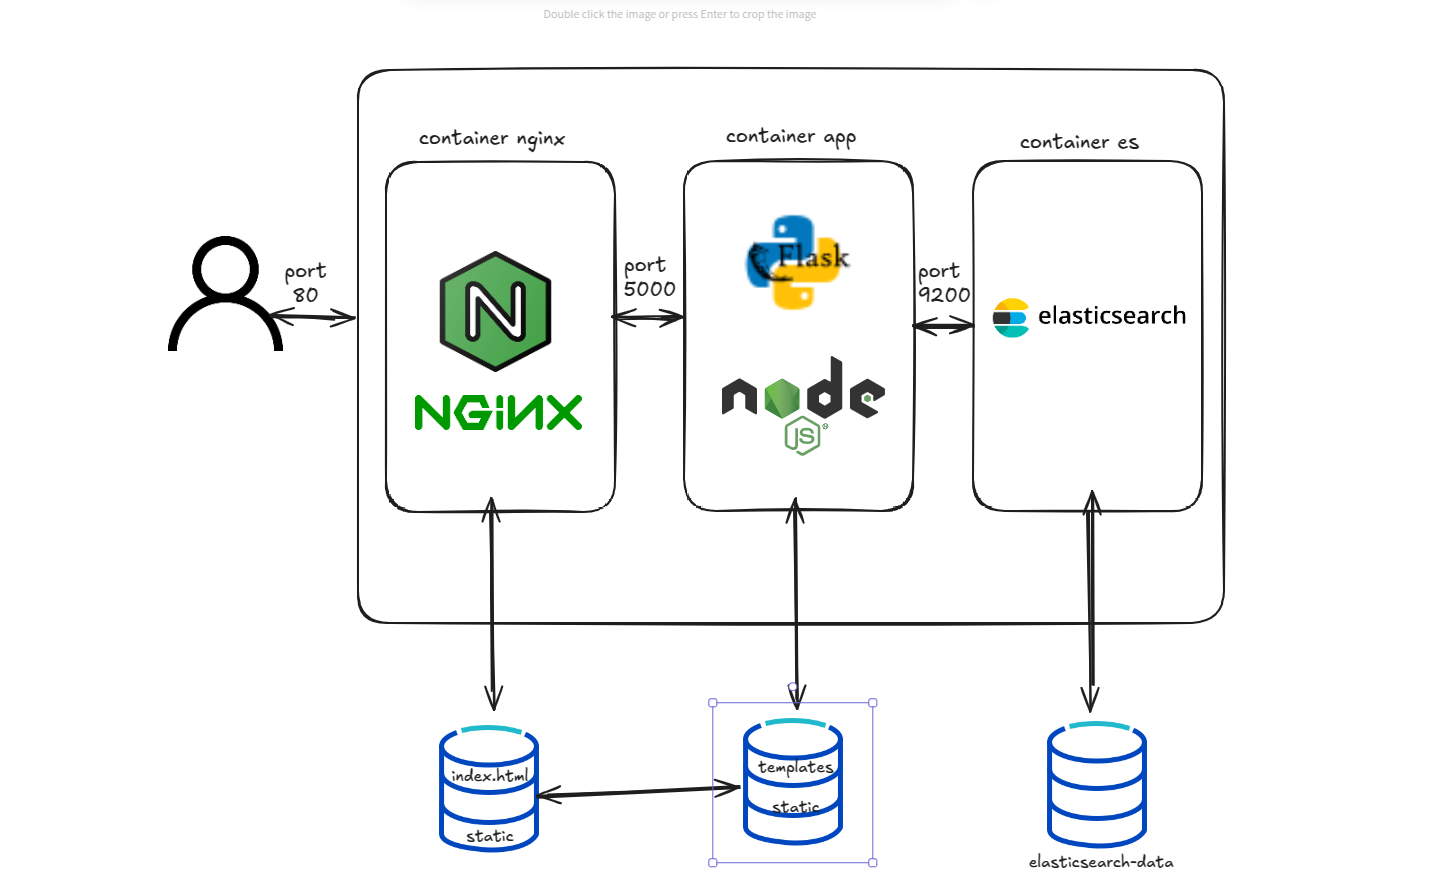 Double click the image or press Enter to crop the image
container nginx
container app
container es
port
80
port
5000
port
9200
N
NGiNX
Flask
elasticsearch
node
JS
index.html
static
templates
static
elasticsearch-data